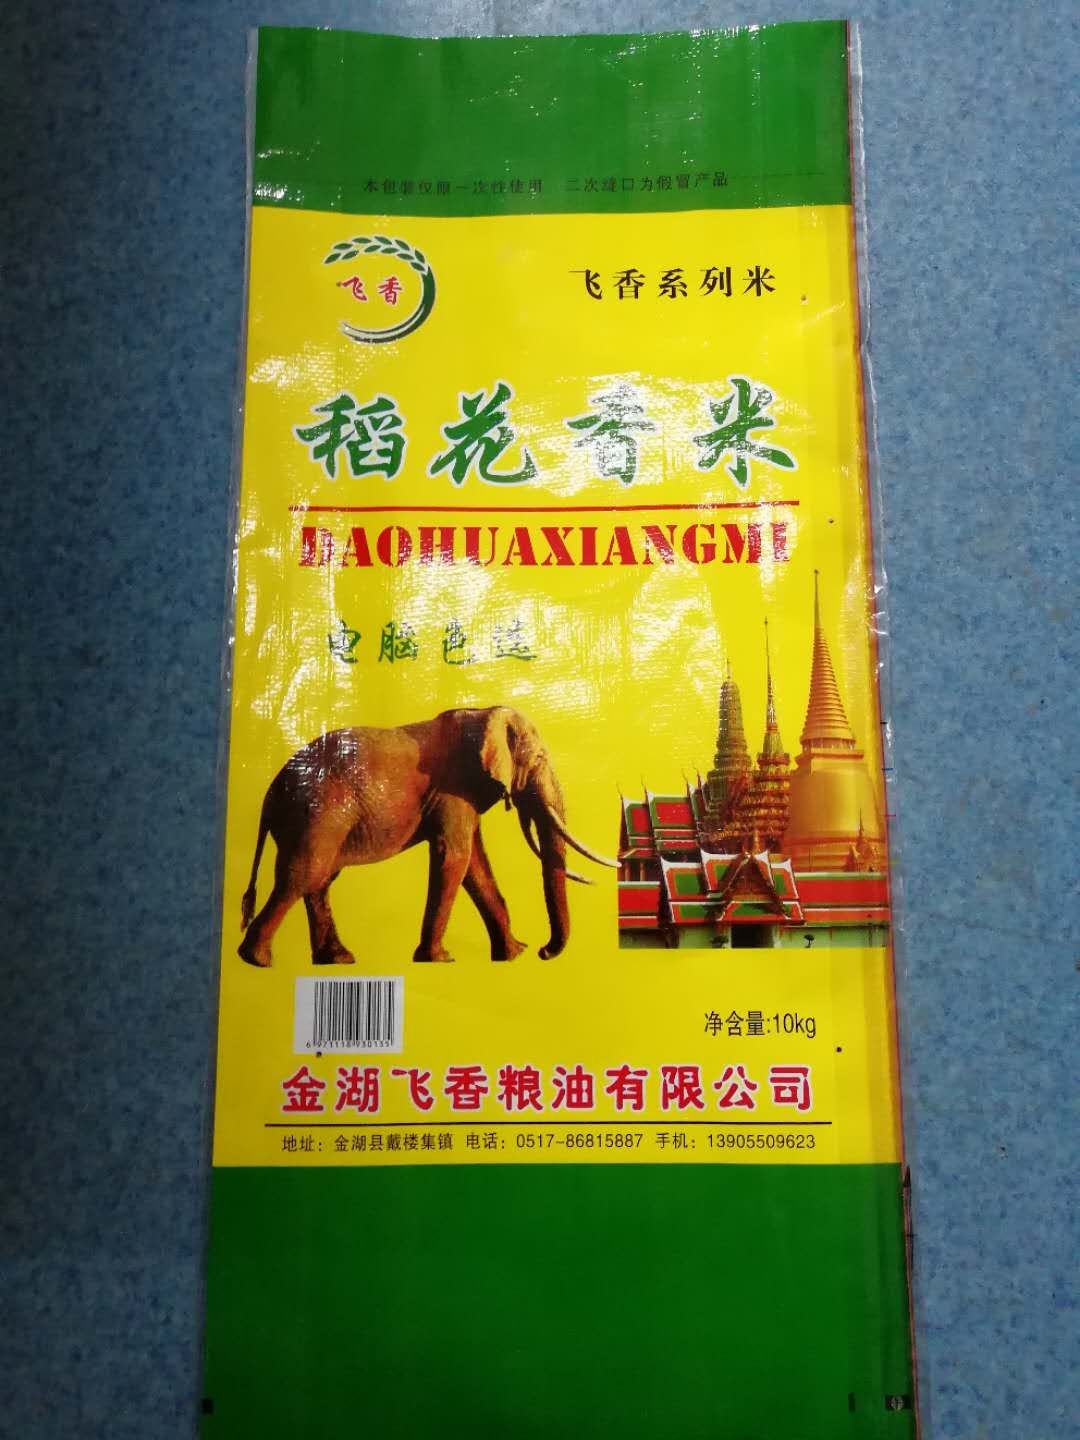 本包装仅限一次性使用 二次缝口为假冒产品
飞香
飞香系列米
稻花香米
DAOHUAXIANGMI
电脑色选
净含量:10kg
6 971118 930135
金湖飞香粮油有限公司
地址：金湖县戴楼集镇 电话：0517-86815887 手机：13905509623